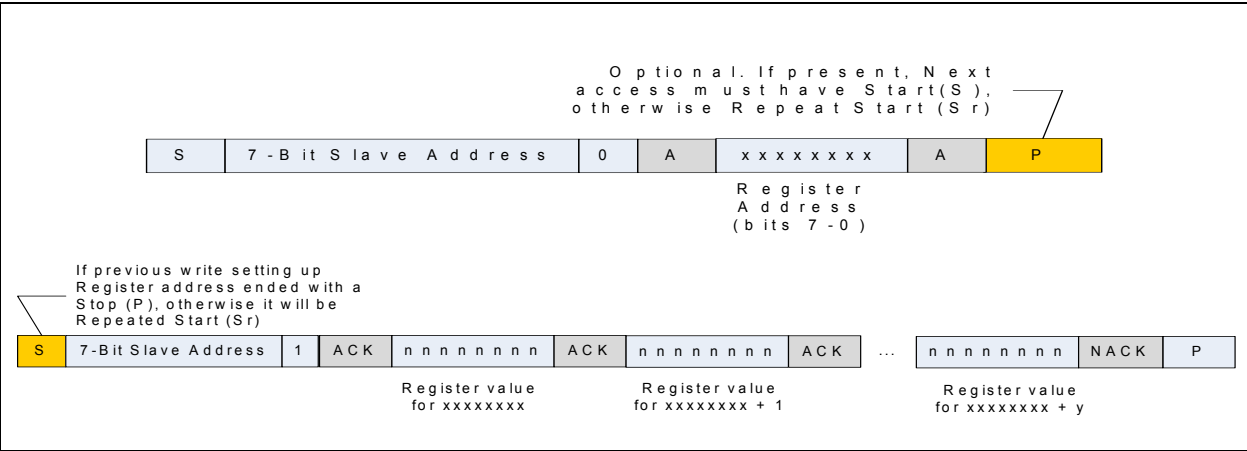 Optional. If present, Next
access must have Start(S),
otherwise Repeat Start (Sr)
S 7-Bit Slave Address 0 A xxxxxxxx A P
Register
Address
(bits 7-0)
If previous write setting up
Register address ended with a
Stop (P), otherwise it will be
Repeated Start (Sr)
S 7-Bit Slave Address 1 ACK nnnnnnnn ACK nnnnnnnn ACK ... nnnnnnnn NACK P
Register value
for xxxxxxxx
Register value
for xxxxxxxx + 1
Register value
for xxxxxxxx + y